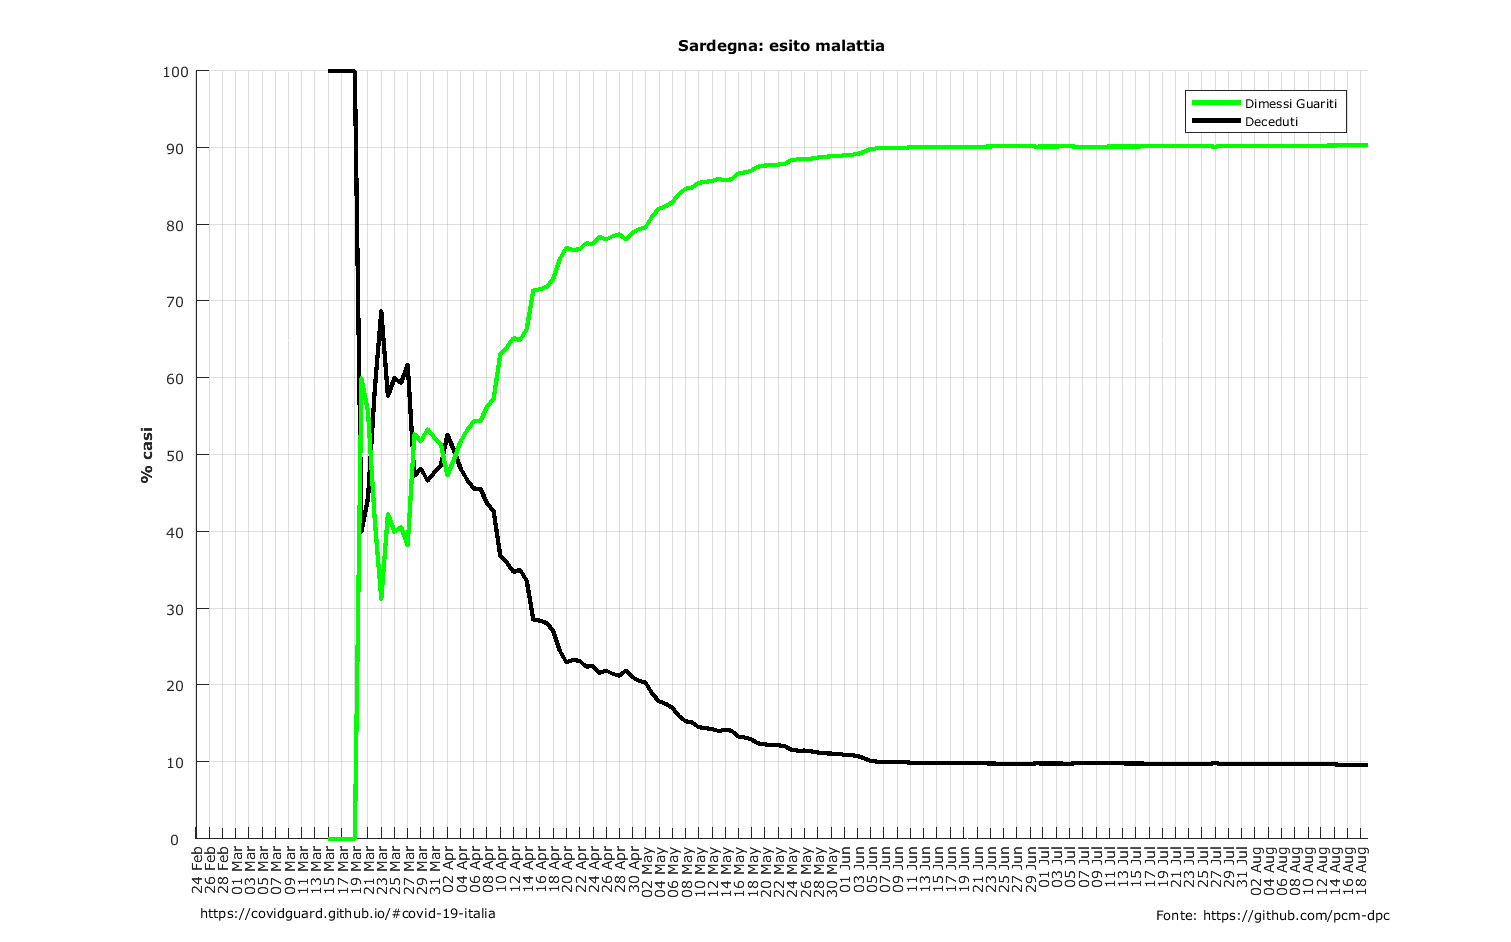 Sardegna: esito malattia
Dimessi Guariti
Deceduti
% casi
100
90
80
70
60
50
40
30
20
10
0
24 Feb
26 Feb
28 Feb
01 Mar
03 Mar
05 Mar
07 Mar
09 Mar
11 Mar
13 Mar
15 Mar
17 Mar
19 Mar
21 Mar
23 Mar
25 Mar
27 Mar
29 Mar
31 Mar
02 Apr
04 Apr
06 Apr
08 Apr
10 Apr
12 Apr
14 Apr
16 Apr
18 Apr
20 Apr
22 Apr
24 Apr
26 Apr
28 Apr
30 Apr
02 May
04 May
06 May
08 May
10 May
12 May
14 May
16 May
18 May
20 May
22 May
24 May
26 May
28 May
30 May
01 Jun
03 Jun
05 Jun
07 Jun
09 Jun
11 Jun
13 Jun
15 Jun
17 Jun
19 Jun
21 Jun
23 Jun
25 Jun
27 Jun
29 Jun
01 Jul
03 Jul
05 Jul
07 Jul
09 Jul
11 Jul
13 Jul
15 Jul
17 Jul
19 Jul
21 Jul
23 Jul
25 Jul
27 Jul
29 Jul
31 Jul
02 Aug
04 Aug
06 Aug
08 Aug
10 Aug
12 Aug
14 Aug
16 Aug
18 Aug
https://covidguard.github.io/#covid-19-italia
Fonte: https://github.com/pcm-dpc